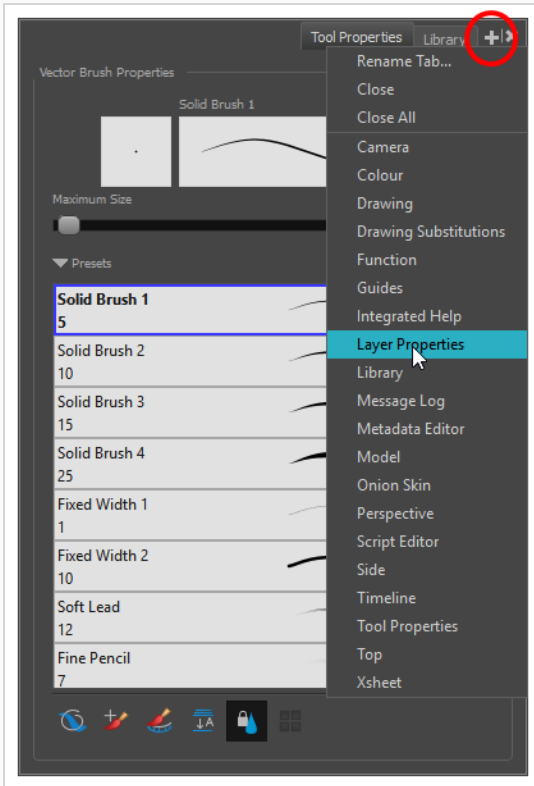 Tool Properties
Library
Rename Tab...
Vector Brush Properties
Close
Solid Brush 1
Close All
Camera
Colour
Maximum Size
Drawing
Drawing Substitutions
Function
Presets
Guides
Solid Brush 1
5
Integrated Help
Layer Properties
Solid Brush 2
10
Library
Message Log
Solid Brush 3
15
Metadata Editor
Model
Solid Brush 4
25
Onion Skin
Perspective
Fixed Width 1
1
Script Editor
Side
Fixed Width 2
10
Timeline
Soft Lead
12
Tool Properties
Top
Fine Pencil
7
Xsheet
A